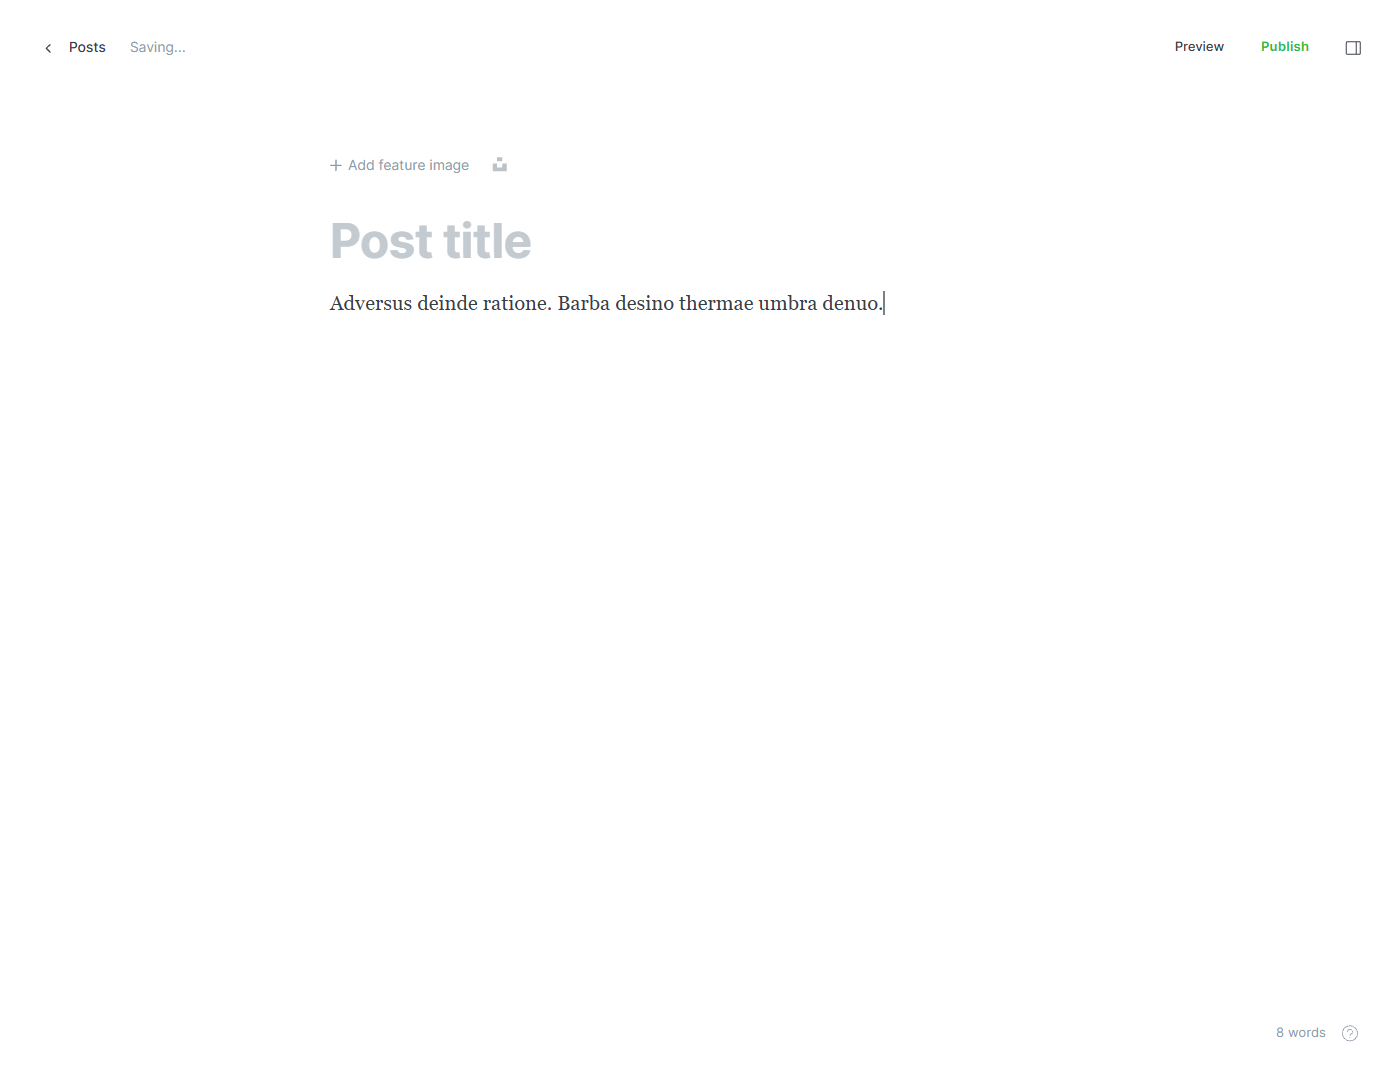 Posts Saving... Preview Publish
Add feature image
Post title
Adversus deinde ratione. Barba desino thermae umbra denuo.
8 words